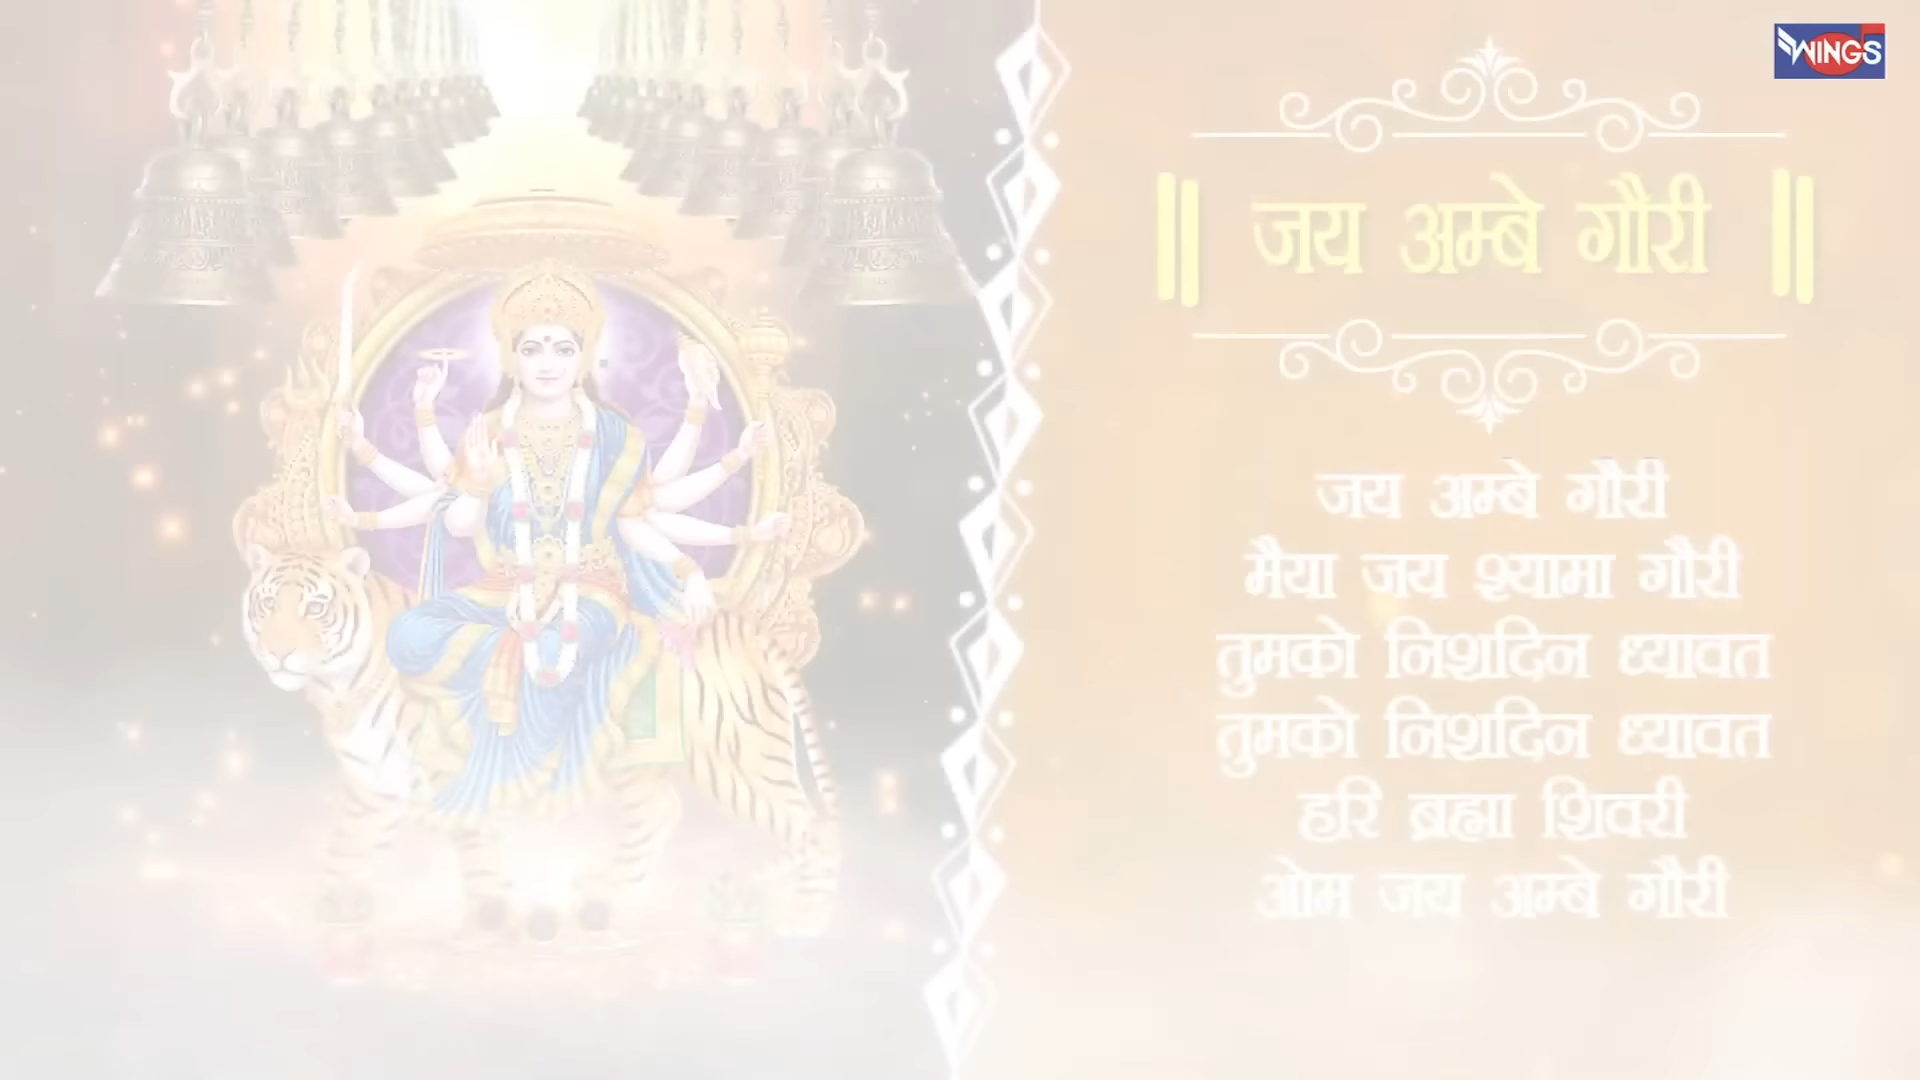 WINGS
॥ जय अम्बे गौरी ॥
जय अम्बे गौरी
मैया जय श्यामा गौरी
तुमको निशदिन ध्यावत
तुमको निशदिन ध्यावत
हरि ब्रह्मा शिवरी
ओम जय अम्बे गौरी